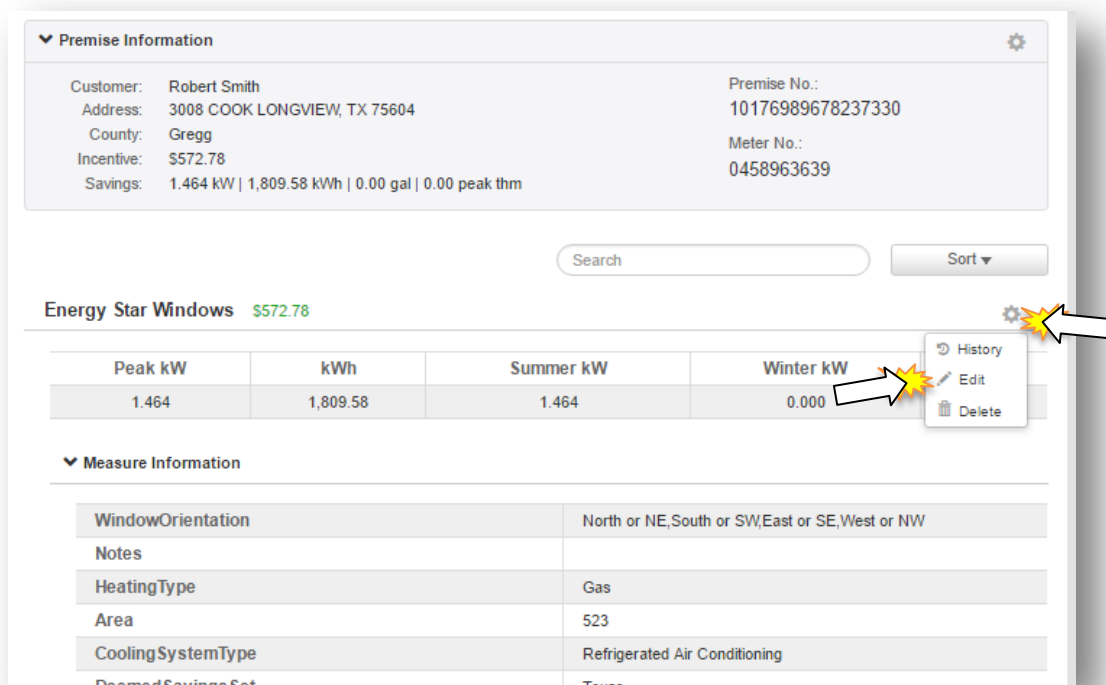 Premise Information
Customer: Robert Smith
Address: 3008 COOK LONGVIEW, TX 75604
County: Gregg
Incentive: $572.78
Savings: 1.464 kW | 1,809.58 kWh | 0.00 gal | 0.00 peak thm
Premise No.:
10176989678237330
Meter No.:
0458963639
Search
Sort
Energy Star Windows $572.78
History
Edit
Delete
Peak kW kWh Summer kW Winter kW
1.464 1,809.58 1.464 0.000
Measure Information
WindowOrientation North or NE,South or SW,East or SE,West or NW
Notes
HeatingType Gas
Area 523
CoolingSystemType Refrigerated Air Conditioning
DeemedSavingsSet Texas